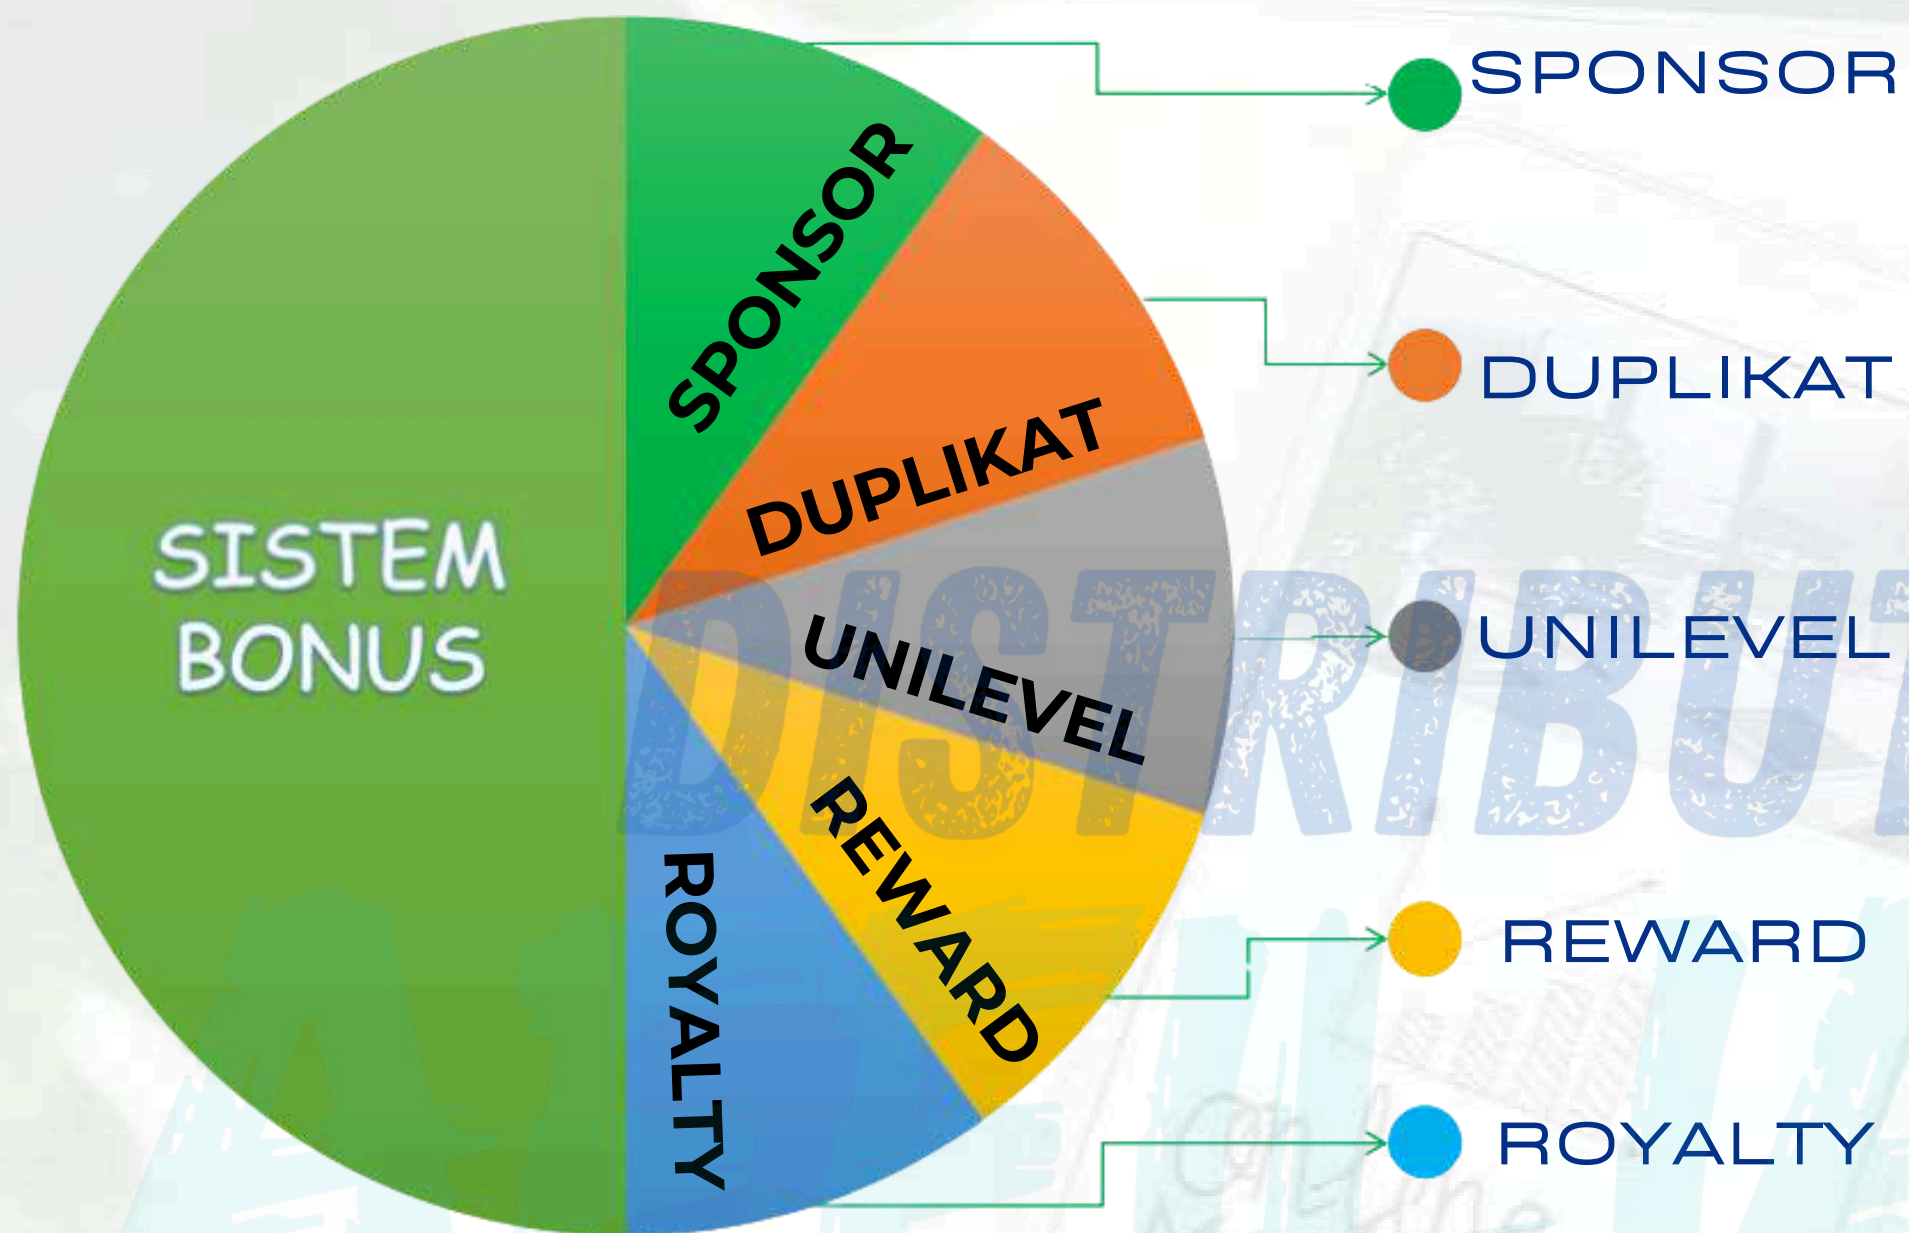 SISTEM
BONUS
SPONSOR
DUPLIKAT
UNILEVEL
REWARD
ROYALTY
SPONSOR
DUPLIKAT
UNILEVEL
REWARD
ROYALTY